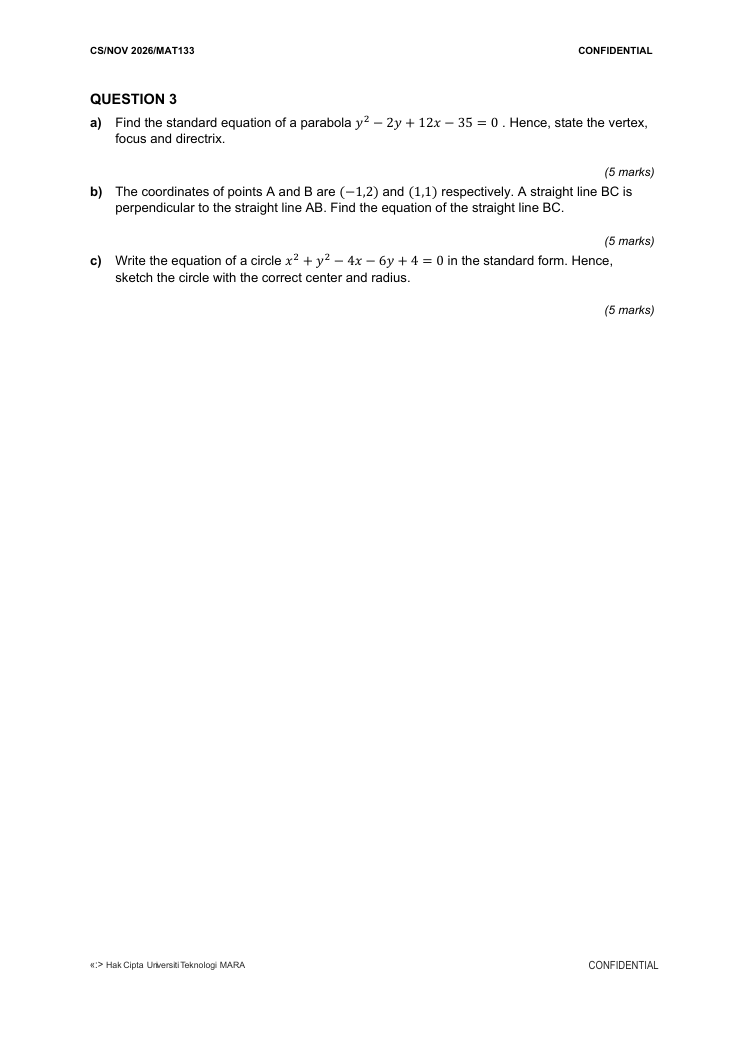 CS/NOV 2026/MAT133 CONFIDENTIAL
QUESTION 3
a) Find the standard equation of a parabola y² − 2y + 12x − 35 = 0 . Hence, state the vertex,
focus and directrix.
(5 marks)
b) The coordinates of points A and B are (−1,2) and (1,1) respectively. A straight line BC is
perpendicular to the straight line AB. Find the equation of the straight line BC.
(5 marks)
c) Write the equation of a circle x² + y² − 4x − 6y + 4 = 0 in the standard form. Hence,
sketch the circle with the correct center and radius.
(5 marks)
«:> Hak Cipta Universiti Teknologi MARA CONFIDENTIAL